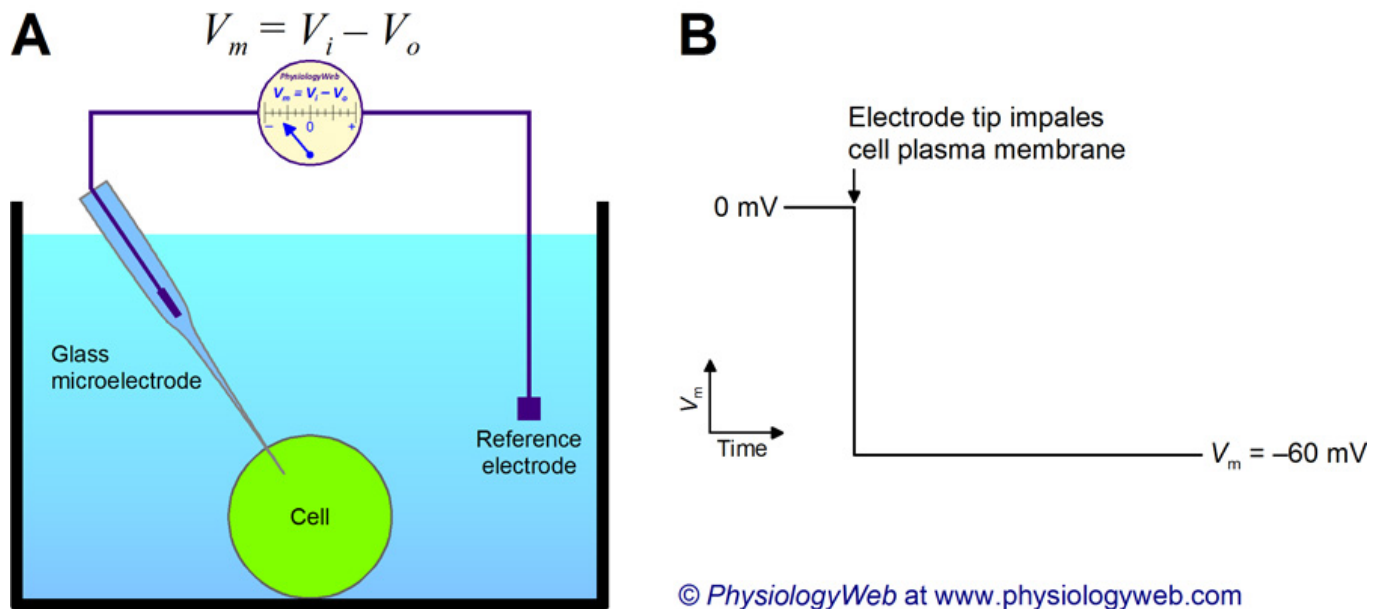 A
Vm = Vi – Vo
PhysiologyWeb
Vm = Vi – Vo
– 0 +
Glass
microelectrode
Reference
electrode
Cell
B
Electrode tip impales
cell plasma membrane
0 mV
Vm
Time
Vm = –60 mV
© PhysiologyWeb at www.physiologyweb.com